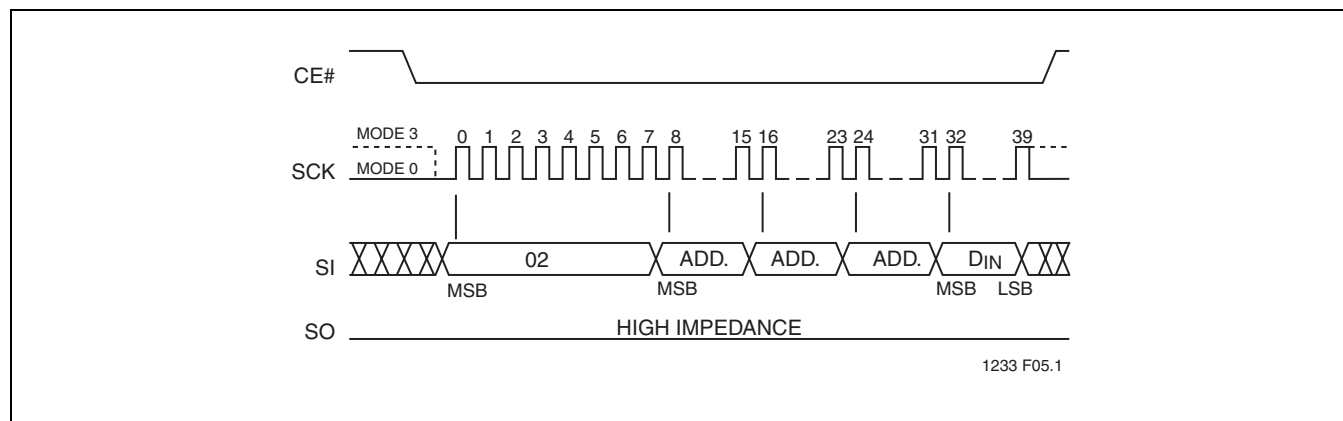 CE#
MODE 3
0 1 2 3 4 5 6 7 8 15 16 23 24 31 32 39
SCK MODE 0
SI 02 ADD. ADD. ADD. DIN
MSB MSB MSB LSB
SO HIGH IMPEDANCE
1233 F05.1